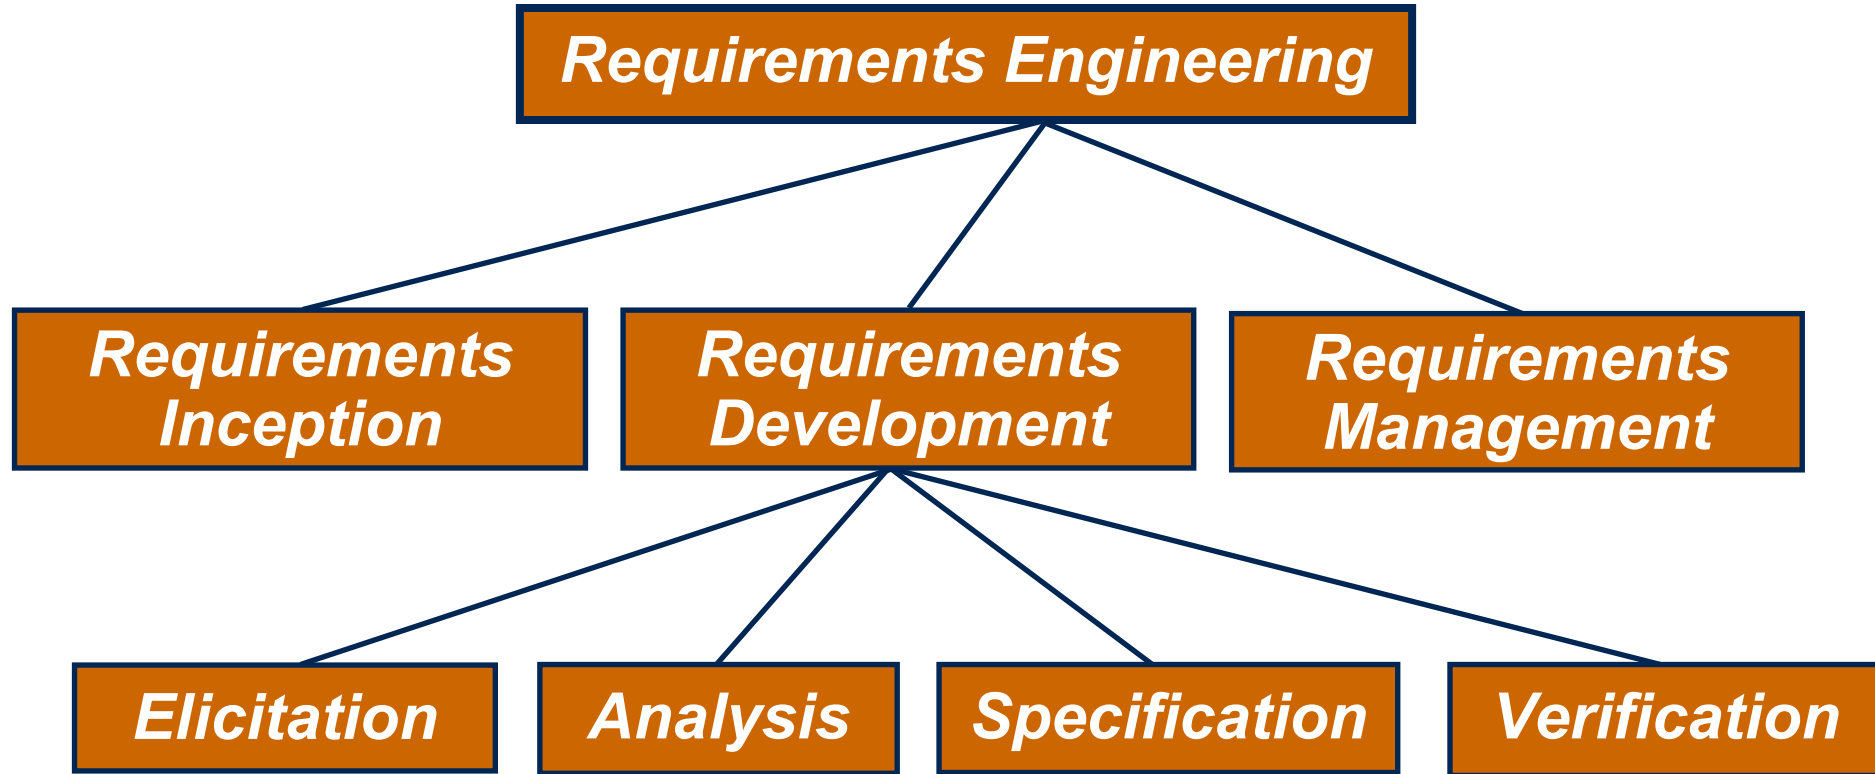 Requirements Engineering
Requirements
Inception
Requirements
Development
Requirements
Management
Elicitation
Analysis
Specification
Verification